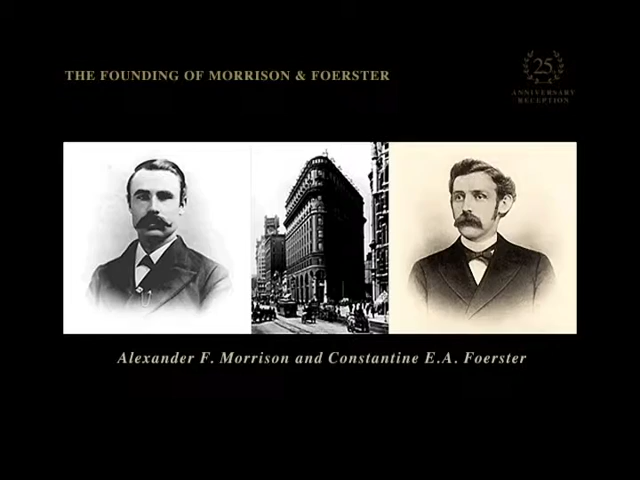 THE FOUNDING OF MORRISON & FOERSTER
25
ANNIVERSARY
RECEPTION
Alexander F. Morrison and Constantine E.A. Foerster